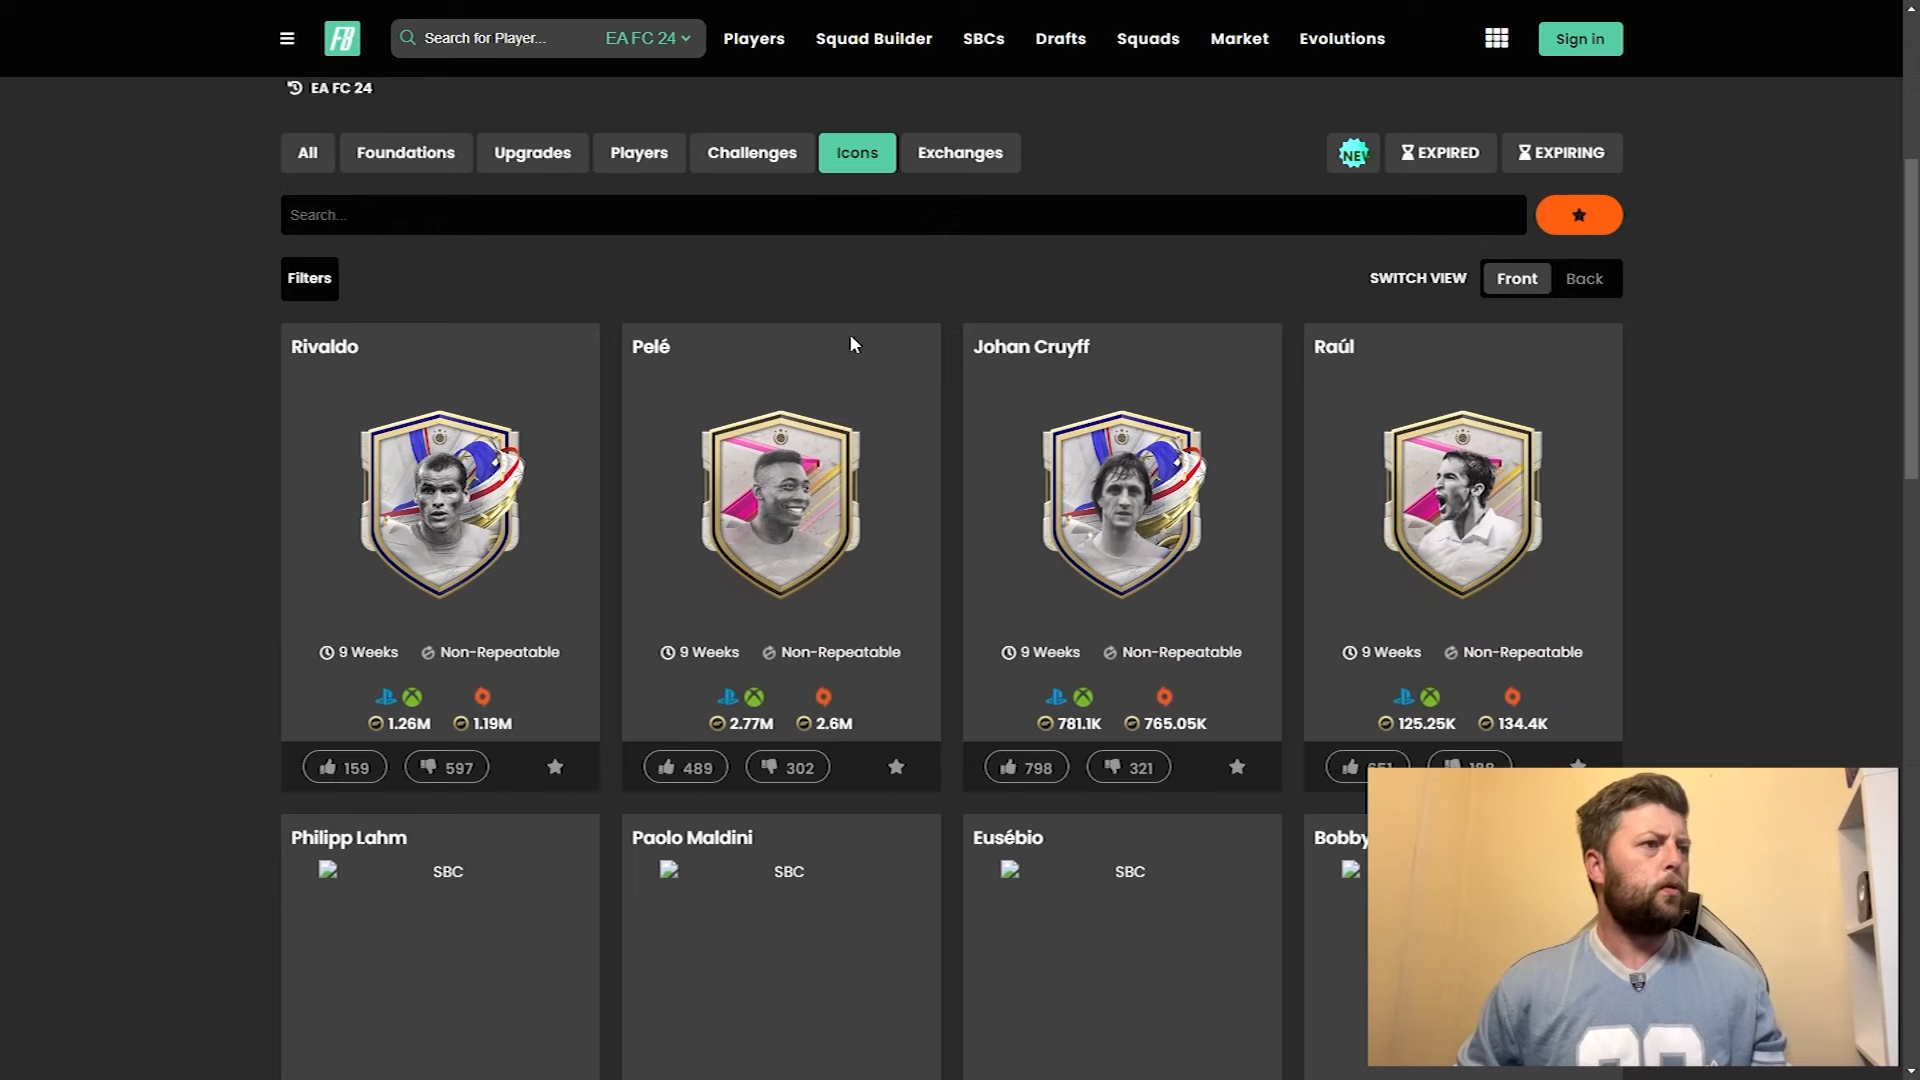 F8
Search for Player...
EA FC 24
Players
Squad Builder
SBCs
Drafts
Squads
Market
Evolutions
Sign in
EA FC 24
All
Foundations
Upgrades
Players
Challenges
Icons
Exchanges
NEW
EXPIRED
EXPIRING
Search...
Filters
SWITCH VIEW
Front
Back
Rivaldo
Pelé
Johan Cruyff
Raúl
9 Weeks
Non-Repeatable
9 Weeks
Non-Repeatable
9 Weeks
Non-Repeatable
9 Weeks
Non-Repeatable
1.26M
1.19M
2.77M
2.6M
781.1K
765.05K
125.25K
134.4K
159
597
489
302
798
321
Philipp Lahm
Paolo Maldini
Eusébio
Bobby
SBC
SBC
SBC